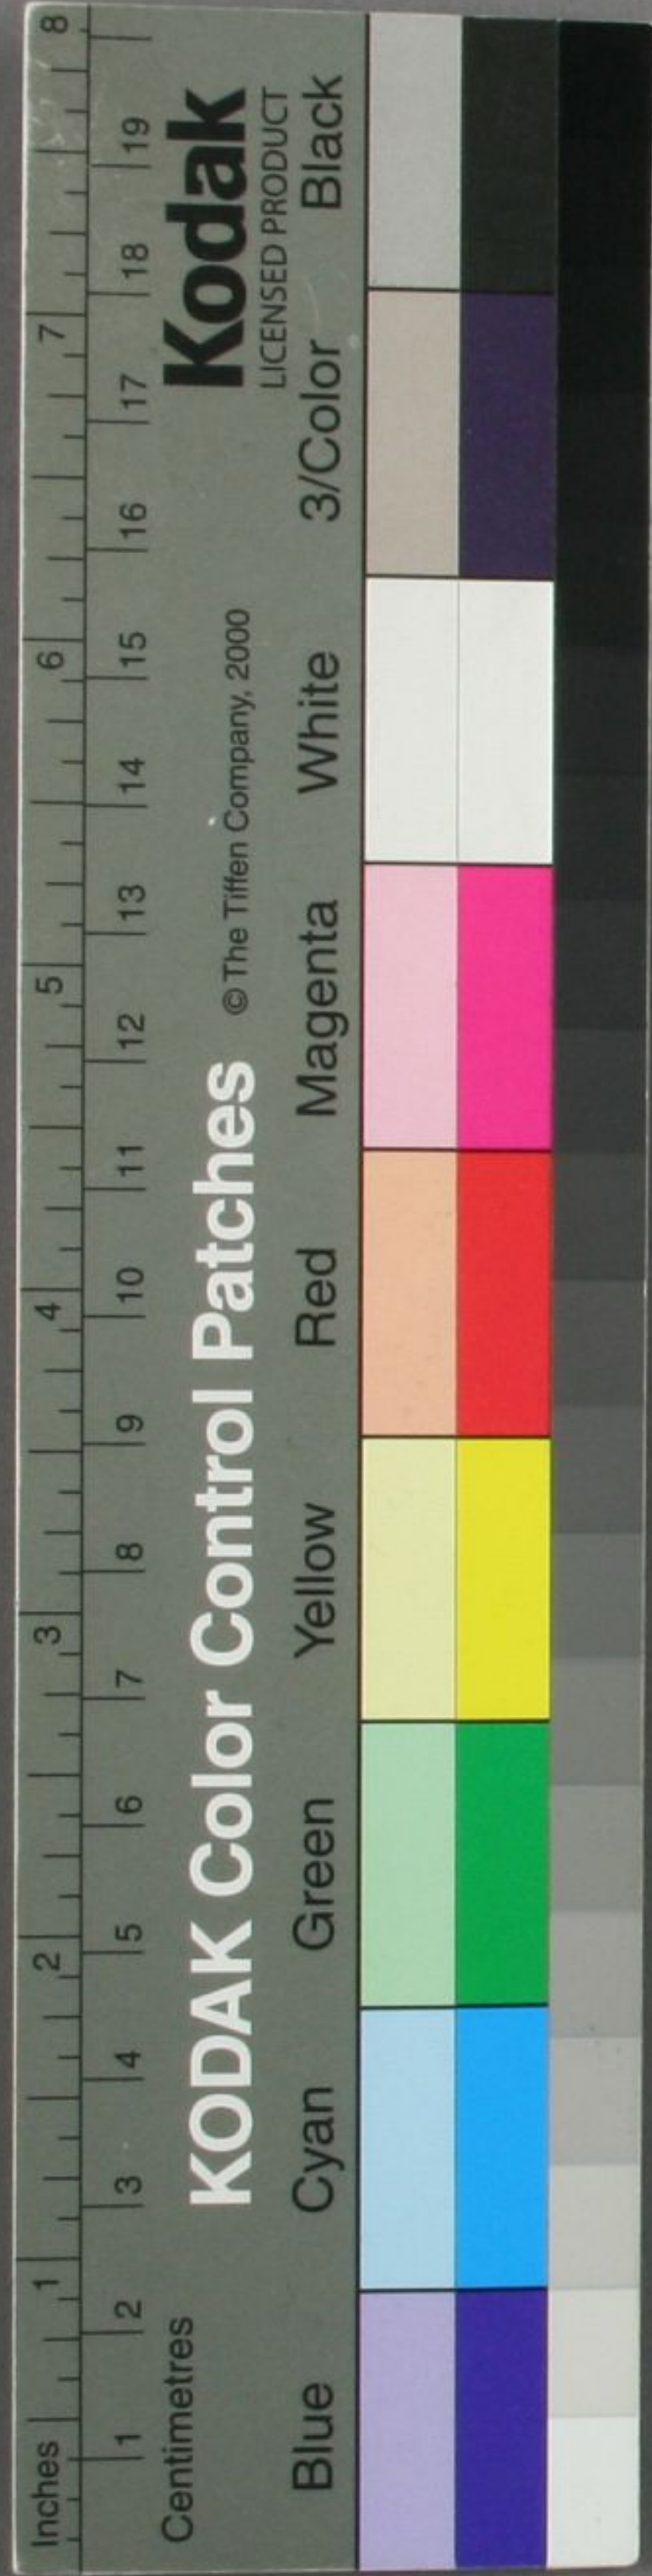 Inches 1 2 3 4 5 6 7 8
1 2 3 4 5 6 7 8 9 10 11 12 13 14 15 16 17 18 19
Centimetres
KODAK Color Control Patches © The Tiffen Company, 2000
Kodak
LICENSED PRODUCT
Blue Cyan Green Yellow Red Magenta White 3/Color Black